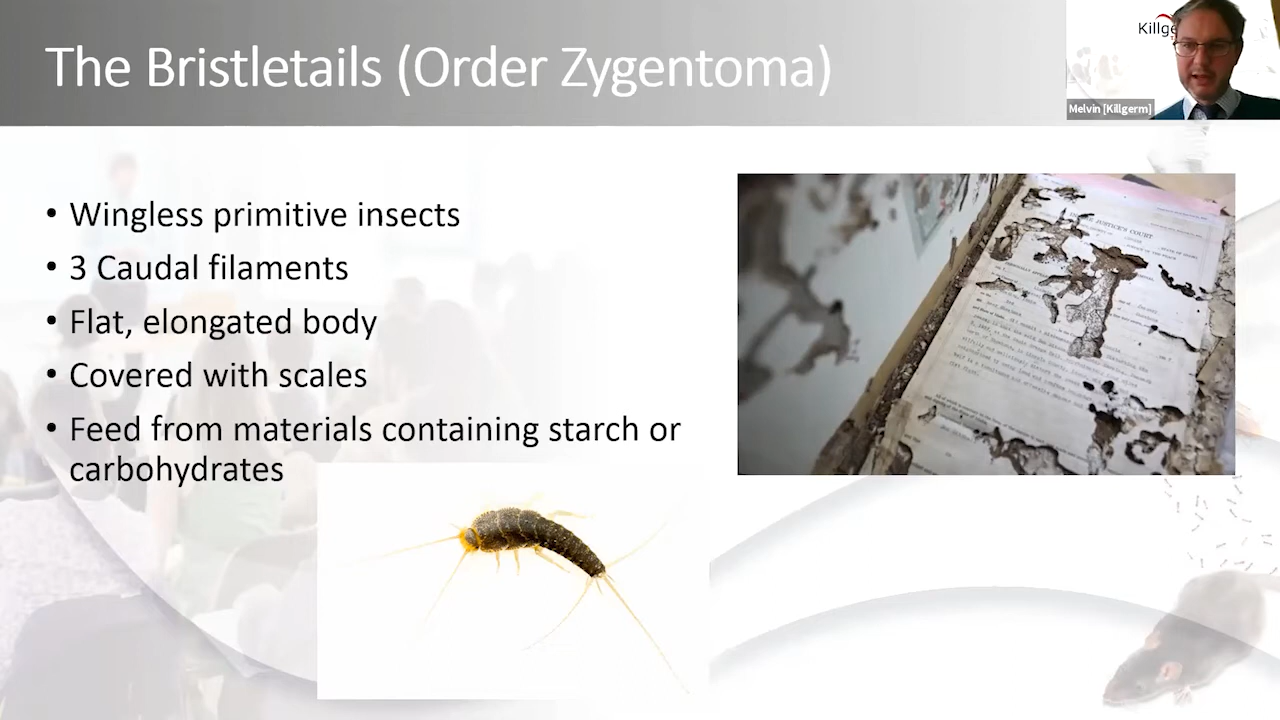 The Bristletails (Order Zygentoma)
Killge
Melvin [Killgerm]
• Wingless primitive insects
• 3 Caudal filaments
• Flat, elongated body
• Covered with scales
• Feed from materials containing starch or
carbohydrates
JUSTICE'S COURT